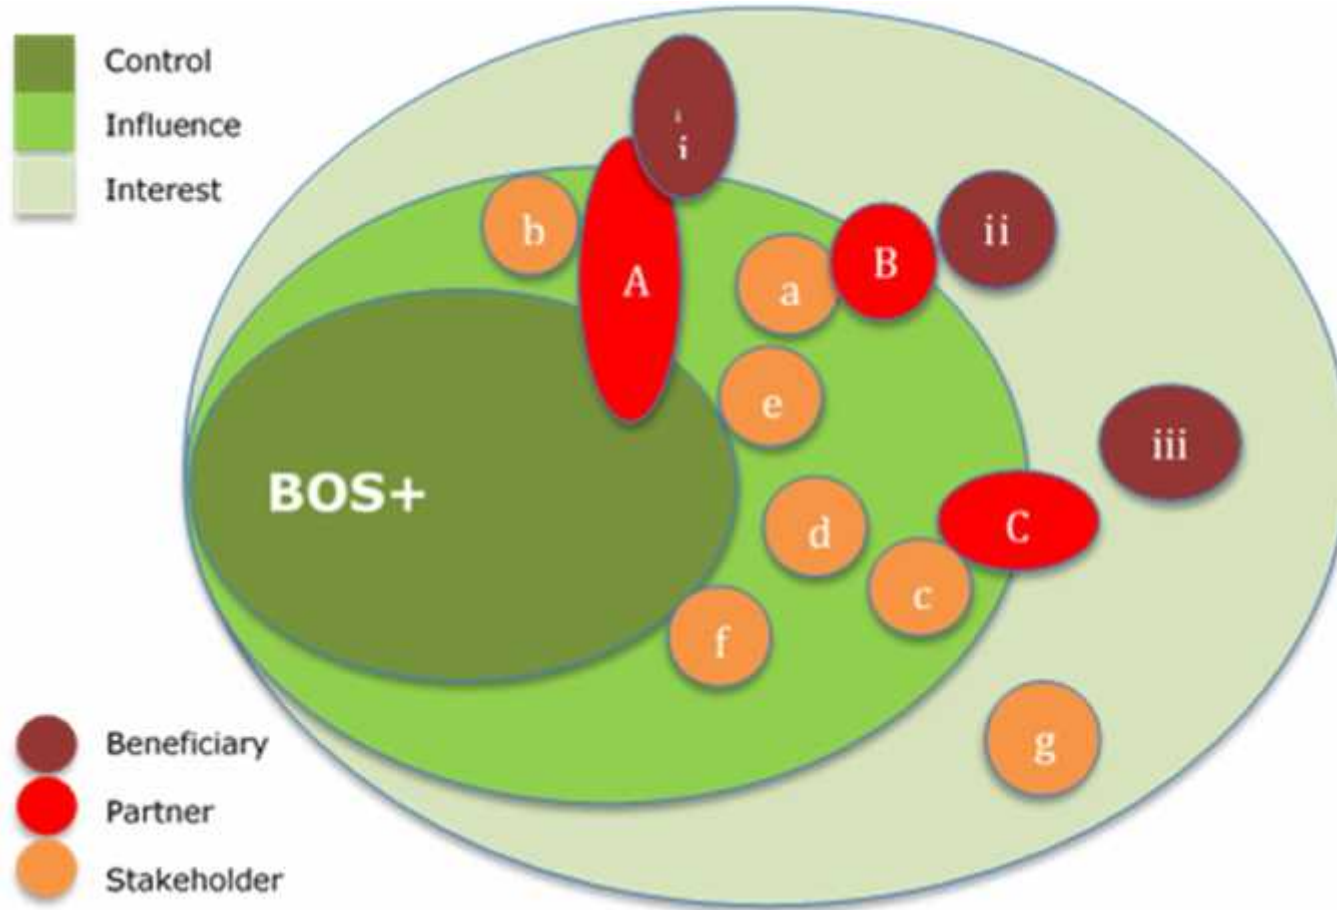 Control
Influence
Interest
i
b
ii
B
A
a
e
iii
BOS+
C
d
c
f
g
Beneficiary
Partner
Stakeholder